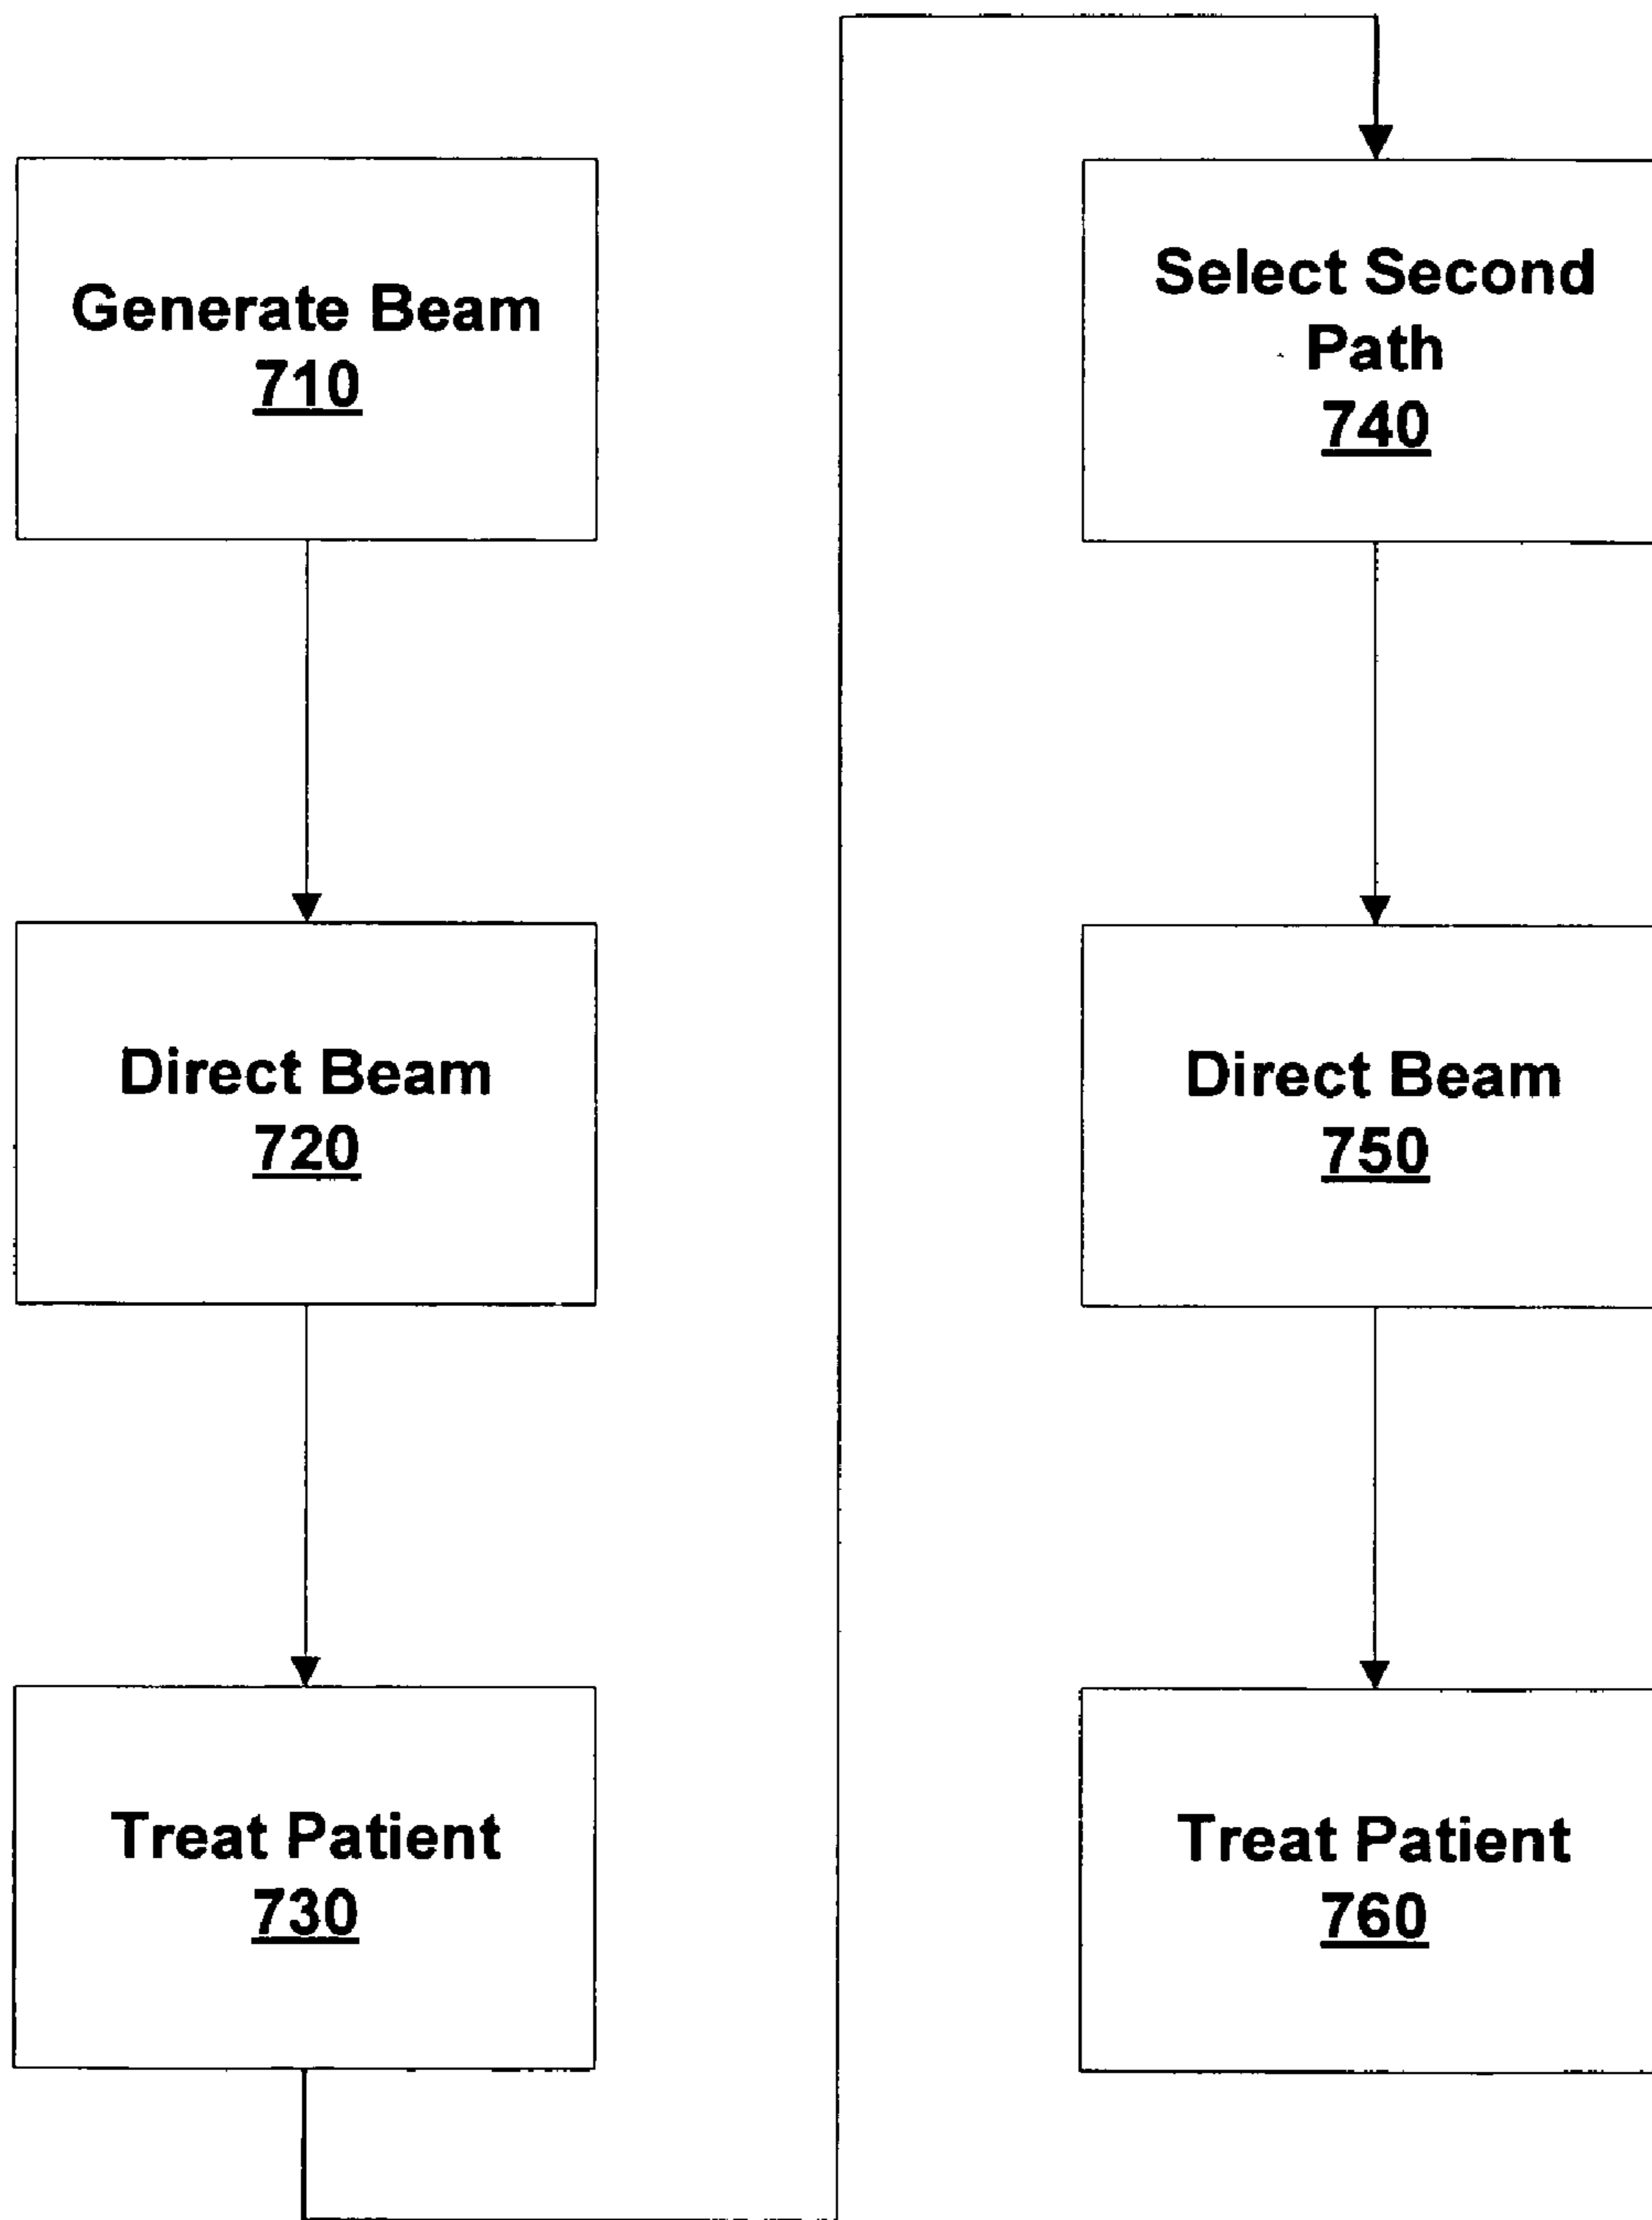 Generate Beam
710
Direct Beam
720
Treat Patient
730
Select Second
Path
740
Direct Beam
750
Treat Patient
760